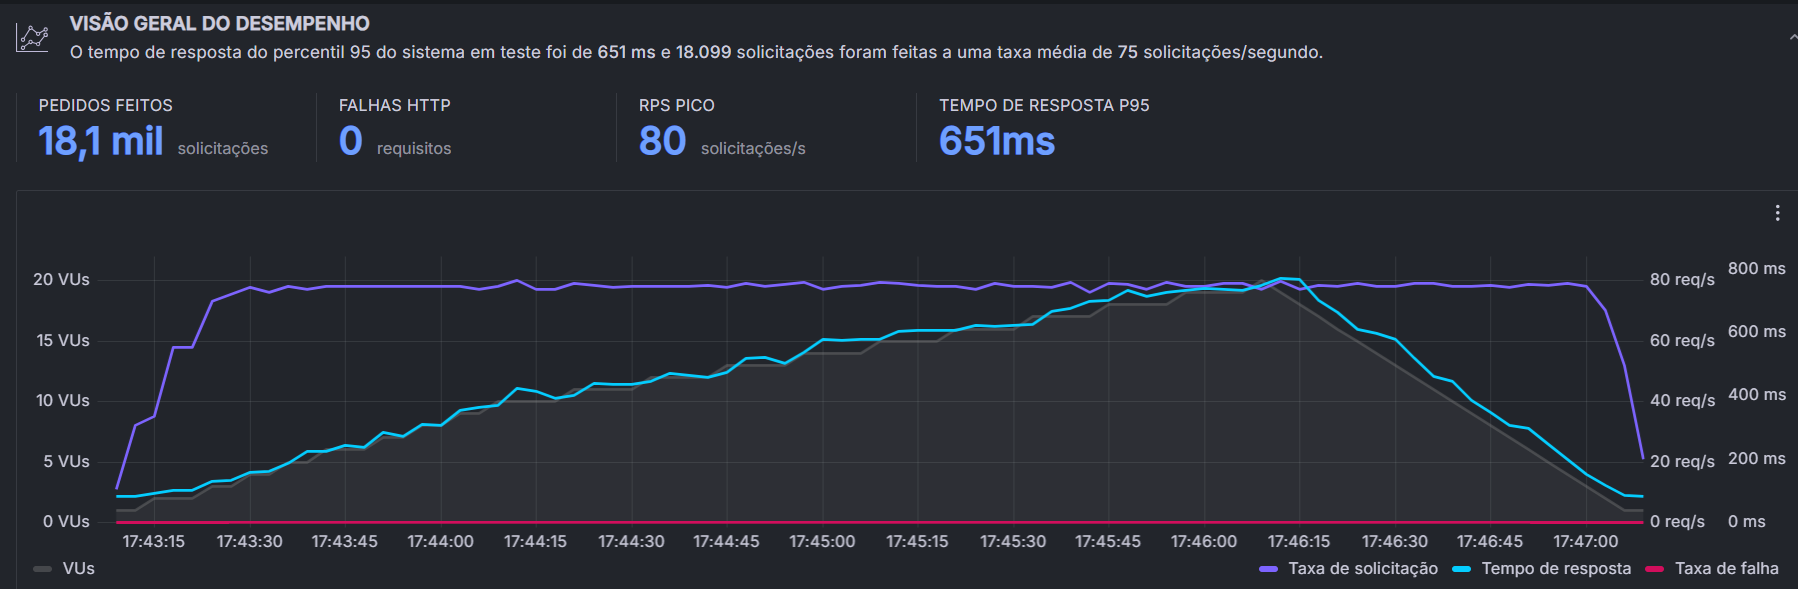 VISÃO GERAL DO DESEMPENHO
O tempo de resposta do percentil 95 do sistema em teste foi de 651 ms e 18.099 solicitações foram feitas a uma taxa média de 75 solicitações/segundo.
PEDIDOS FEITOS
18,1 mil solicitações
FALHAS HTTP
0 requisitos
RPS PICO
80 solicitações/s
TEMPO DE RESPOSTA P95
651ms
20 VUs
15 VUs
10 VUs
5 VUs
0 VUs
80 req/s
60 req/s
40 req/s
20 req/s
0 req/s
800 ms
600 ms
400 ms
200 ms
0 ms
17:43:15 17:43:30 17:43:45 17:44:00 17:44:15 17:44:30 17:44:45 17:45:00 17:45:15 17:45:30 17:45:45 17:46:00 17:46:15 17:46:30 17:46:45 17:47:00
VUs Taxa de solicitação Tempo de resposta Taxa de falha